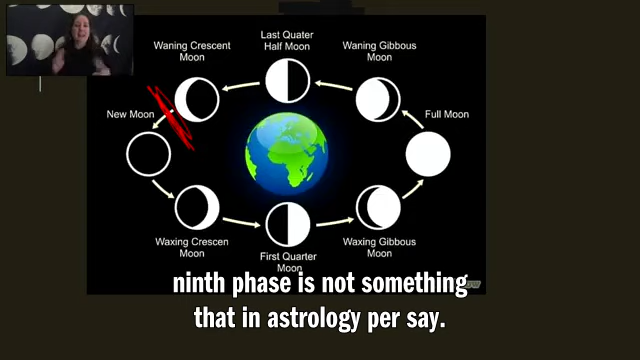 Last Quater
Half Moon
Waning Crescent
Moon
Waning Gibbous
Moon
New Moon
Full Moon
Waxing Crescen
Moon
First Quarter
Moon
Waxing Gibbous
Moon
ninth phase is not something
that in astrology per say.